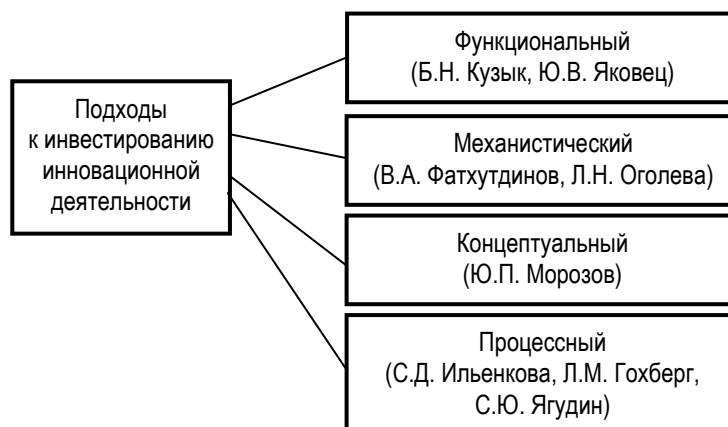 Подходы
к инвестированию
инновационной
деятельности
Функциональный
(Б.Н. Кузык, Ю.В. Яковец)
Механистический
(В.А. Фатхутдинов, Л.Н. Оголева)
Концептуальный
(Ю.П. Морозов)
Процессный
(С.Д. Ильенкова, Л.М. Гохберг,
С.Ю. Ягудин)